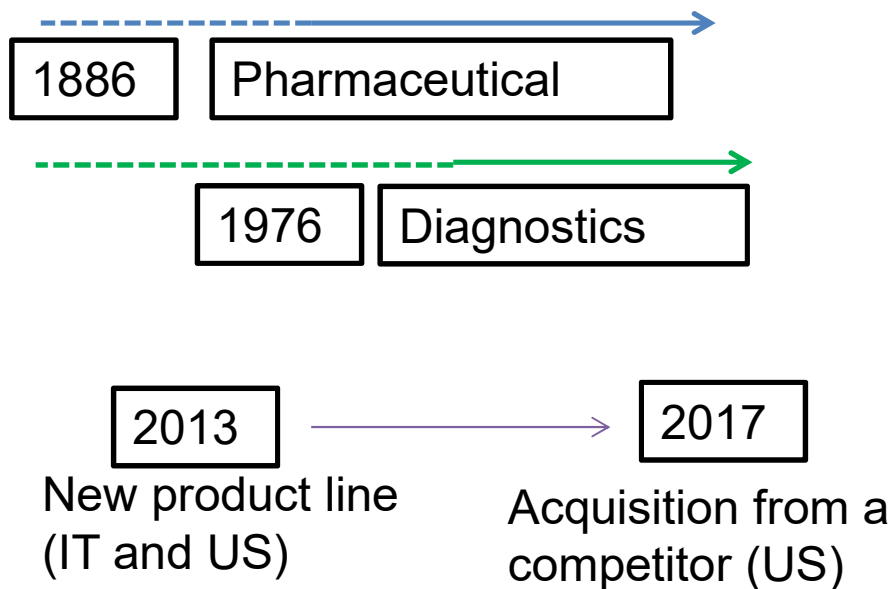 1886
Pharmaceutical
1976
Diagnostics
2013
New product line
(IT and US)
2017
Acquisition from a
competitor (US)